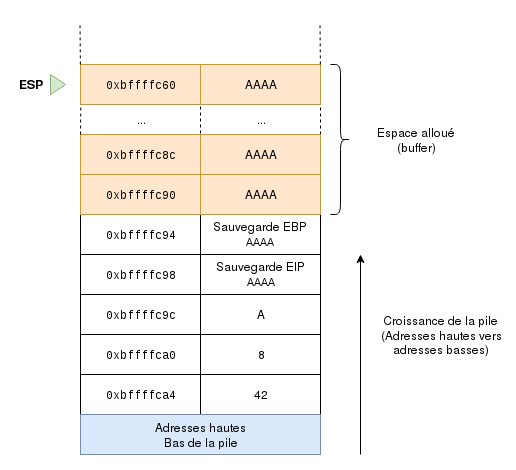 ESP
0xbffffc60 AAAA
... ...
0xbffffc8c AAAA
0xbffffc90 AAAA
Espace alloué
(buffer)
0xbffffc94 Sauvegarde EBP
AAAA
0xbffffc98 Sauvegarde EIP
AAAA
0xbffffc9c A
0xbffffca0 8
0xbffffca4 42
Croissance de la pile
(Adresses hautes vers
adresses basses)
Adresses hautes
Bas de la pile